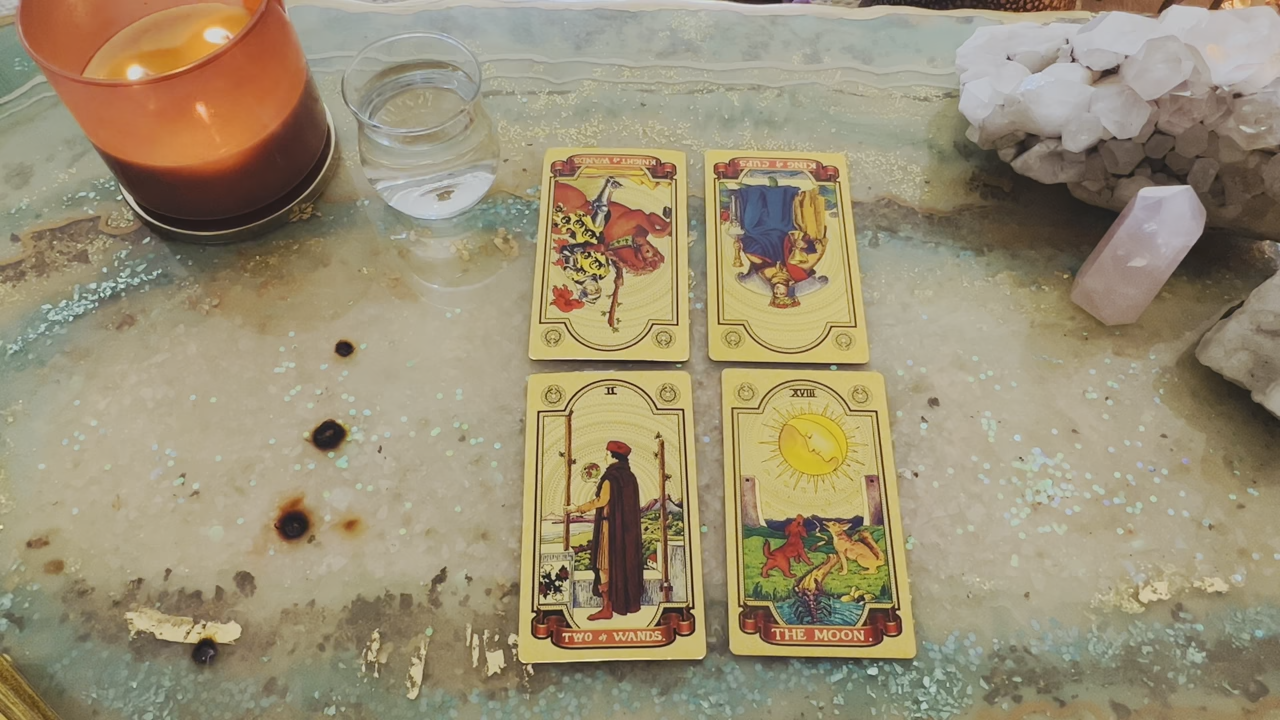 KNIGHT of WANDS
KING of CUPS
II
XVIII
TWO of WANDS.
THE MOON.